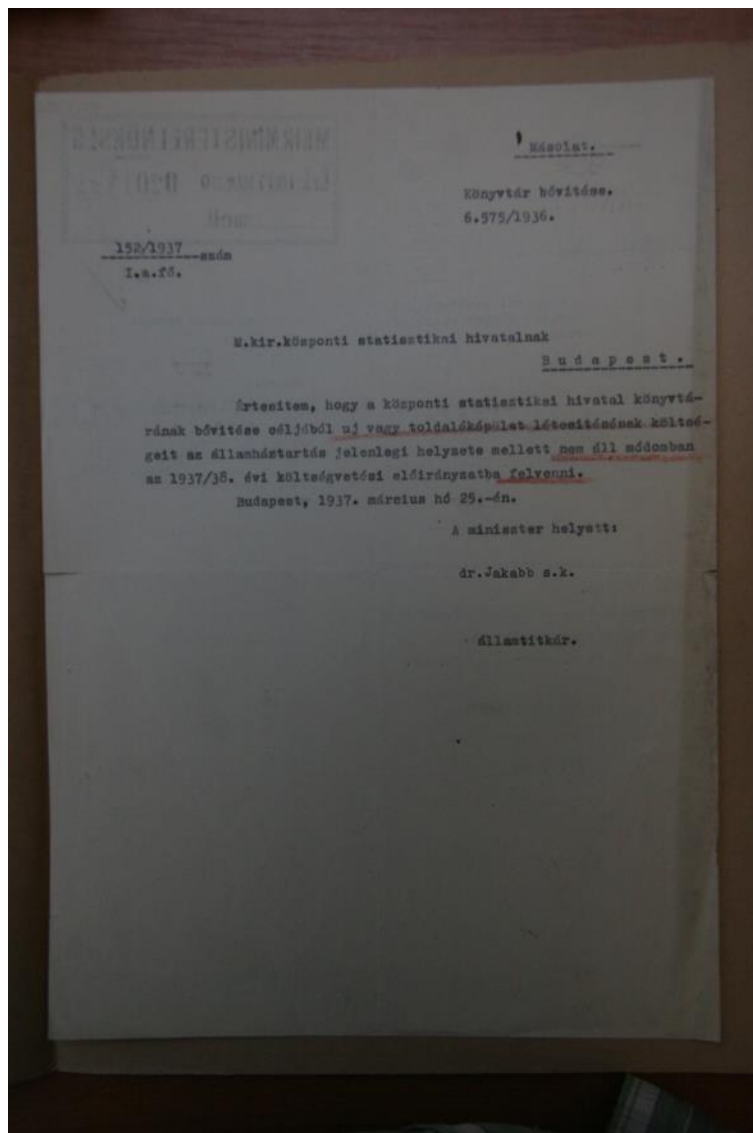 Másolat.
Könyvtár bővitése.
6.575/1936.
152/1937 szám
I.a.fő.
M.kir.központi statisztikai hivatalnak
Budapest.
Értesitem, hogy a központi statisztikai hivatal könyvtá-
rának bővitése céljából uj vagy toldaléképület létesitésének költsé-
geit az államháztartás jelenlegi helyzete mellett nem áll módomban
az 1937/38. évi költségvetési előirányzatba felvenni.
Budapest, 1937. március hó 25.-én.
A miniszter helyett:
dr.Jakabb s.k.
államtitkár.